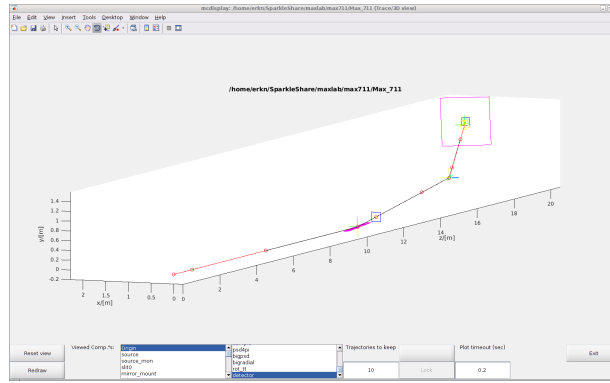 mcdisplay: /home/erkn/SparkleShare/maxlab/max711/Max_711 [Trace/3D view]
File Edit View Insert Tools Desktop Window Help
/home/erkn/SparkleShare/maxlab/max711/Max_711
1.4
1.2
1
0.8
0.6
0.4
0.2
0
-0.2
y/[m]
2 1.5 1 0.5 0
x/[m]
0 2 4 6 8 10 12 14 16 18 20
z/[m]
Reset view
Redraw
Viewed Comp.'s:
Origin
source
source_mon
slit0
mirror_mount
psd4pi
bigpsd
bigradial
rot_t1
detector
Trajectories to keep
10
Plot timeout (sec)
0.2
Exit